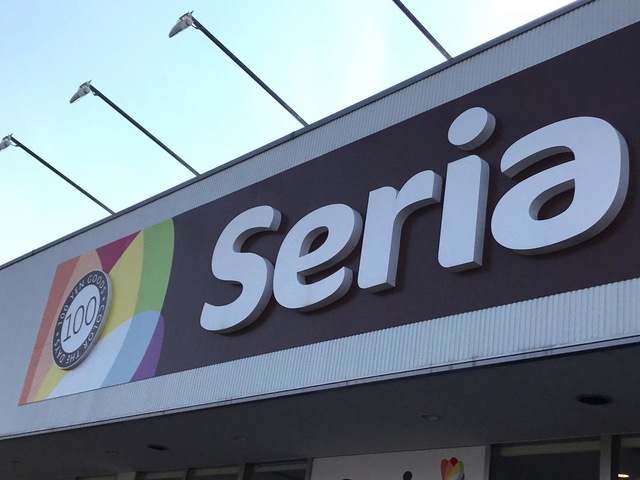 Seria
100 YEN GOODS • COLOR THE DAYS •
100